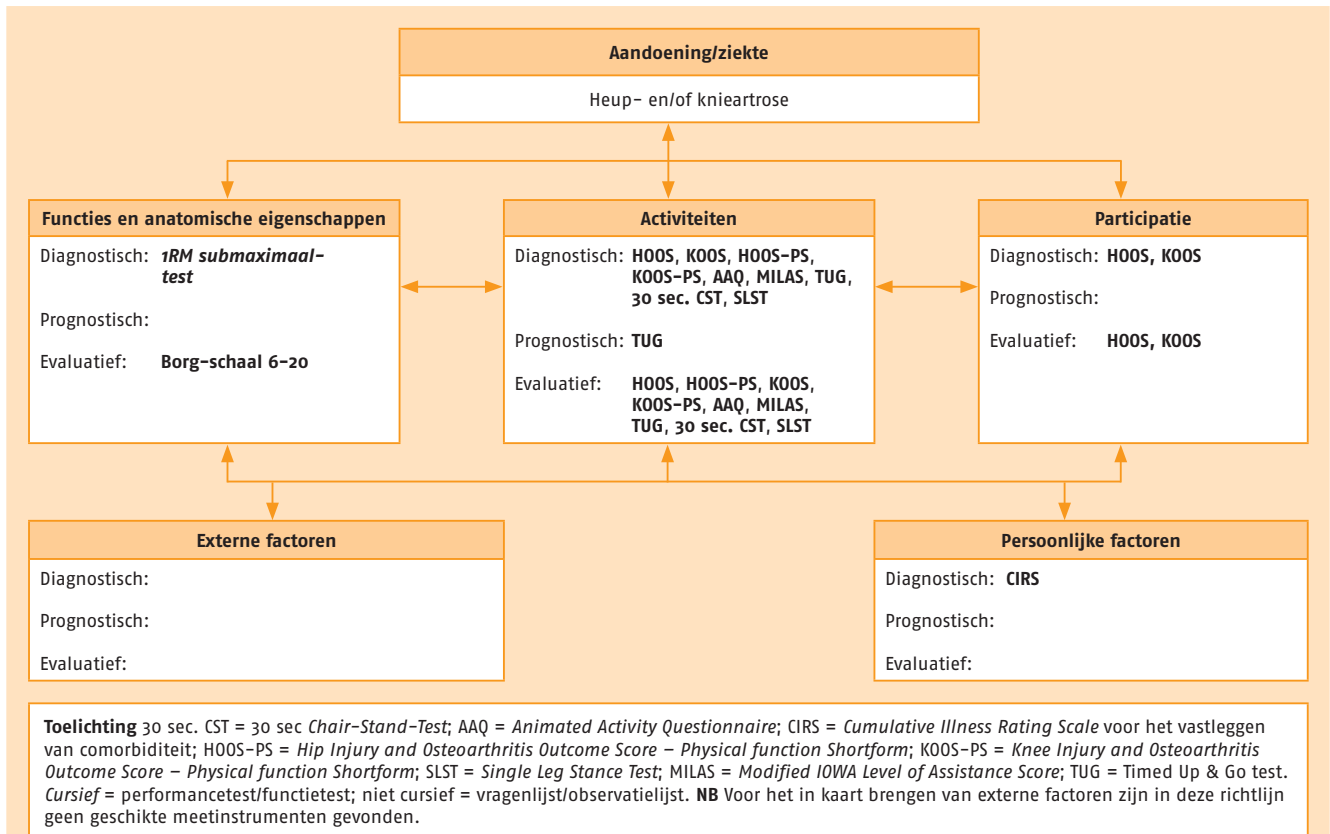 Aandoening/ziekte
Heup- en/of knieartrose
Functies en anatomische eigenschappen
Diagnostisch: 1RM submaximaal-
test
Prognostisch:
Evaluatief: Borg-schaal 6-20
Activiteiten
Diagnostisch: HOOS, KOOS, HOOS-PS,
KOOS-PS, AAQ, MILAS, TUG,
30 sec. CST, SLST
Prognostisch: TUG
Evaluatief: HOOS, HOOS-PS, KOOS,
KOOS-PS, AAQ, MILAS,
TUG, 30 sec. CST, SLST
Participatie
Diagnostisch: HOOS, KOOS
Prognostisch:
Evaluatief: HOOS, KOOS
Externe factoren
Diagnostisch:
Prognostisch:
Evaluatief:
Persoonlijke factoren
Diagnostisch: CIRS
Prognostisch:
Evaluatief:
Toelichting 30 sec. CST = 30 sec Chair-Stand-Test; AAQ = Animated Activity Questionnaire; CIRS = Cumulative Illness Rating Scale voor het vastleggen
van comorbiditeit; HOOS-PS = Hip Injury and Osteoarthritis Outcome Score – Physical function Shortform; KOOS-PS = Knee Injury and Osteoarthritis
Outcome Score – Physical function Shortform; SLST = Single Leg Stance Test; MILAS = Modified IOWA Level of Assistance Score; TUG = Timed Up & Go test.
Cursief = performancetest/functietest; niet cursief = vragenlijst/observatielijst. NB Voor het in kaart brengen van externe factoren zijn in deze richtlijn
geen geschikte meetinstrumenten gevonden.